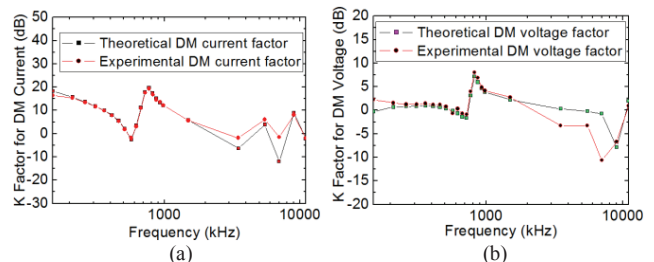 K Factor for DM Current (dB)
50
40
30
20
10
0
-10
-20
-30
Theoretical DM current factor
Experimental DM current factor
1000
10000
Frequency (kHz)
(a)
K Factor for DM Voltage (dB)
20
15
10
5
0
-5
-10
-15
-20
Theoretical DM voltage factor
Experimental DM voltage factor
1000
10000
Frequency (kHz)
(b)